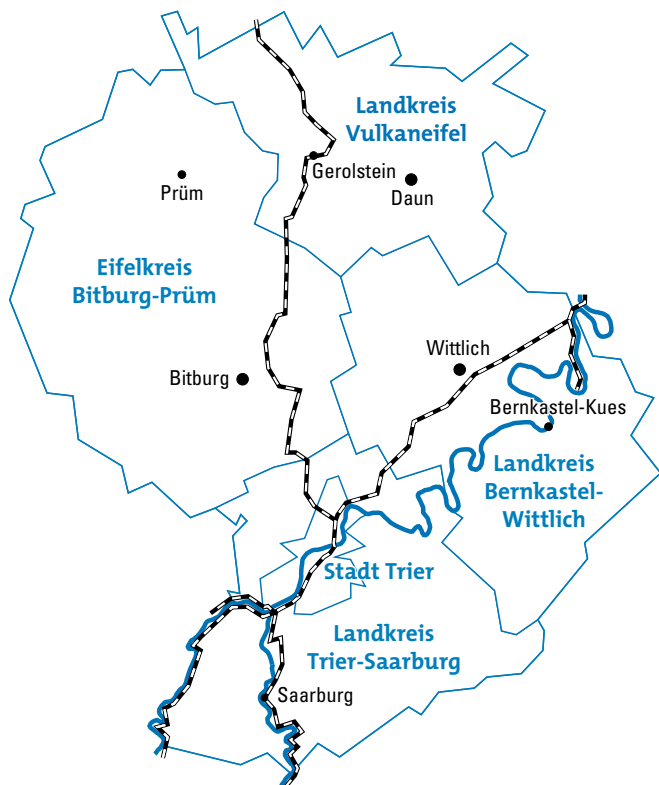 Landkreis
Vulkaneifel
Gerolstein
Prüm
Daun
Eifelkreis
Bitburg-Prüm
Wittlich
Bitburg
Bernkastel-Kues
Landkreis
Bernkastel-
Wittlich
Stadt Trier
Landkreis
Trier-Saarburg
Saarburg